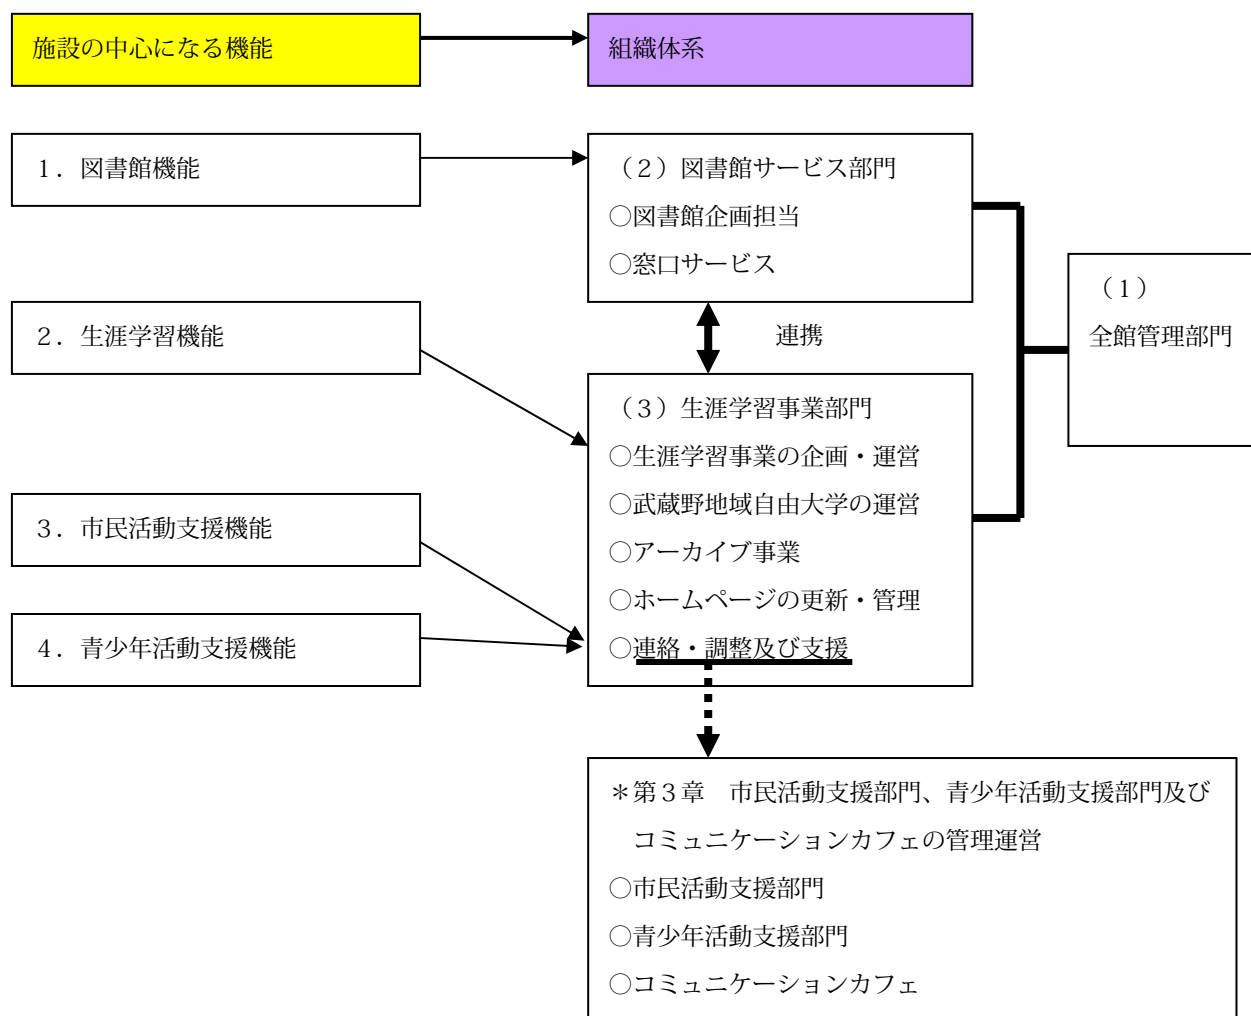 施設の中心になる機能
組織体系
1．図書館機能
（2）図書館サービス部門
○図書館企画担当
○窓口サービス
（1）
全館管理部門
2．生涯学習機能
連携
（3）生涯学習事業部門
○生涯学習事業の企画・運営
○武蔵野地域自由大学の運営
○アーカイブ事業
○ホームページの更新・管理
○連絡・調整及び支援
3．市民活動支援機能
4．青少年活動支援機能
＊第3章　市民活動支援部門、青少年活動支援部門及び
コミュニケーションカフェの管理運営
○市民活動支援部門
○青少年活動支援部門
○コミュニケーションカフェ